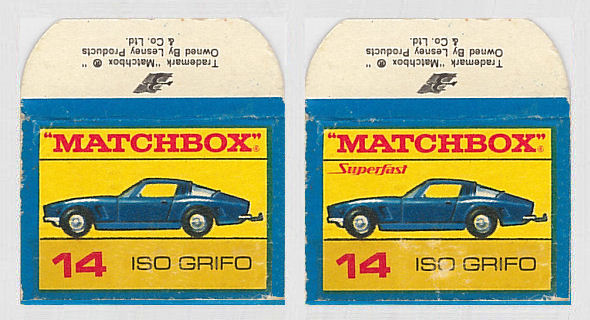 Trademark "Matchbox ® "
Owned By Lesney Products
& Co. Ltd.
"MATCHBOX"®
14 ISO GRIFO
Trademark "Matchbox ® "
Owned By Lesney Products
& Co. Ltd.
"MATCHBOX"®
Superfast
14 ISO GRIFO